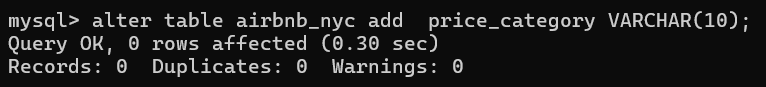 mysql> alter table airbnb_nyc add  price_category VARCHAR(10);
Query OK, 0 rows affected (0.30 sec)
Records: 0  Duplicates: 0  Warnings: 0